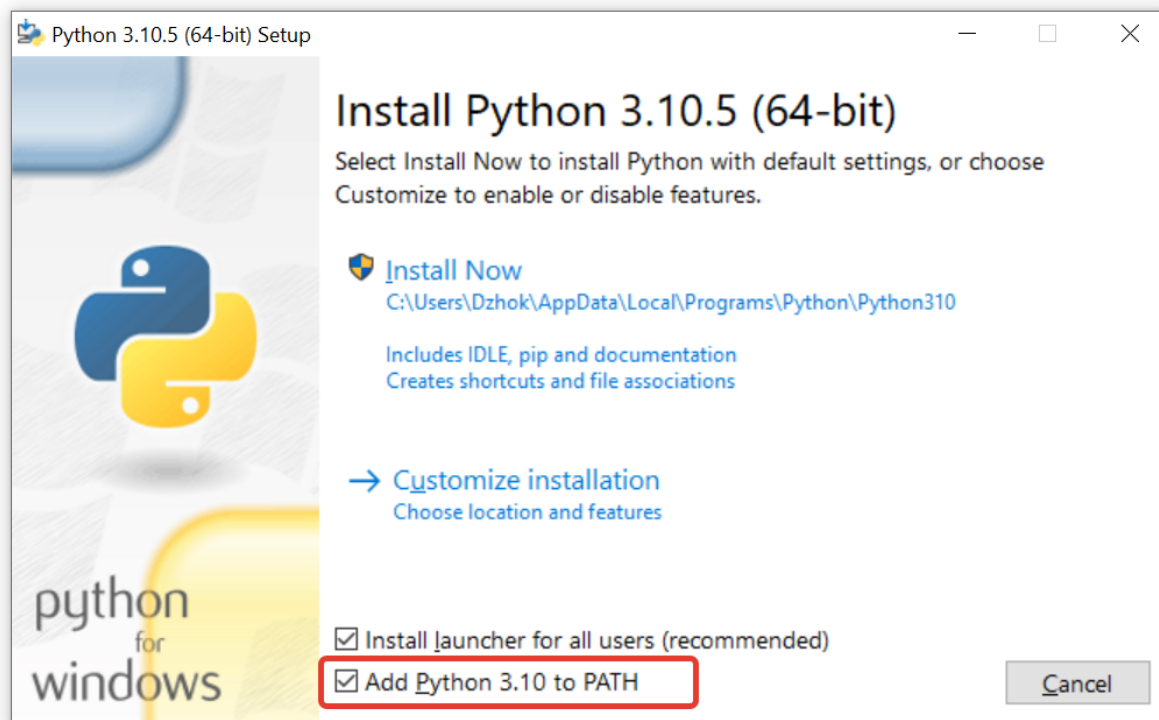 Python 3.10.5 (64-bit) Setup
Install Python 3.10.5 (64-bit)
Select Install Now to install Python with default settings, or choose
Customize to enable or disable features.
Install Now
C:\Users\Dzhok\AppData\Local\Programs\Python\Python310
Includes IDLE, pip and documentation
Creates shortcuts and file associations
Customize installation
Choose location and features
python
for
windows
Install launcher for all users (recommended)
Add Python 3.10 to PATH
Cancel